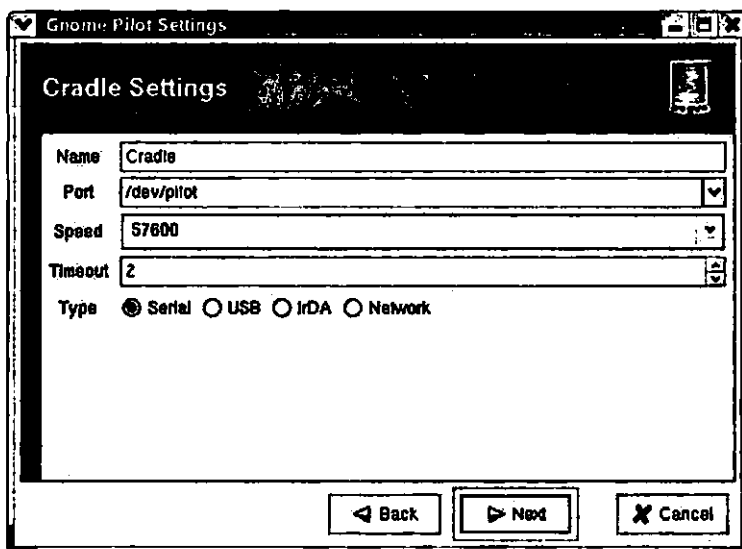 Gnome Pilot Settings
Cradle Settings
Name Cradle
Port /dev/pilot
Speed 57600
Timeout 2
Type Serial USB IrDA Network
Back Next Cancel